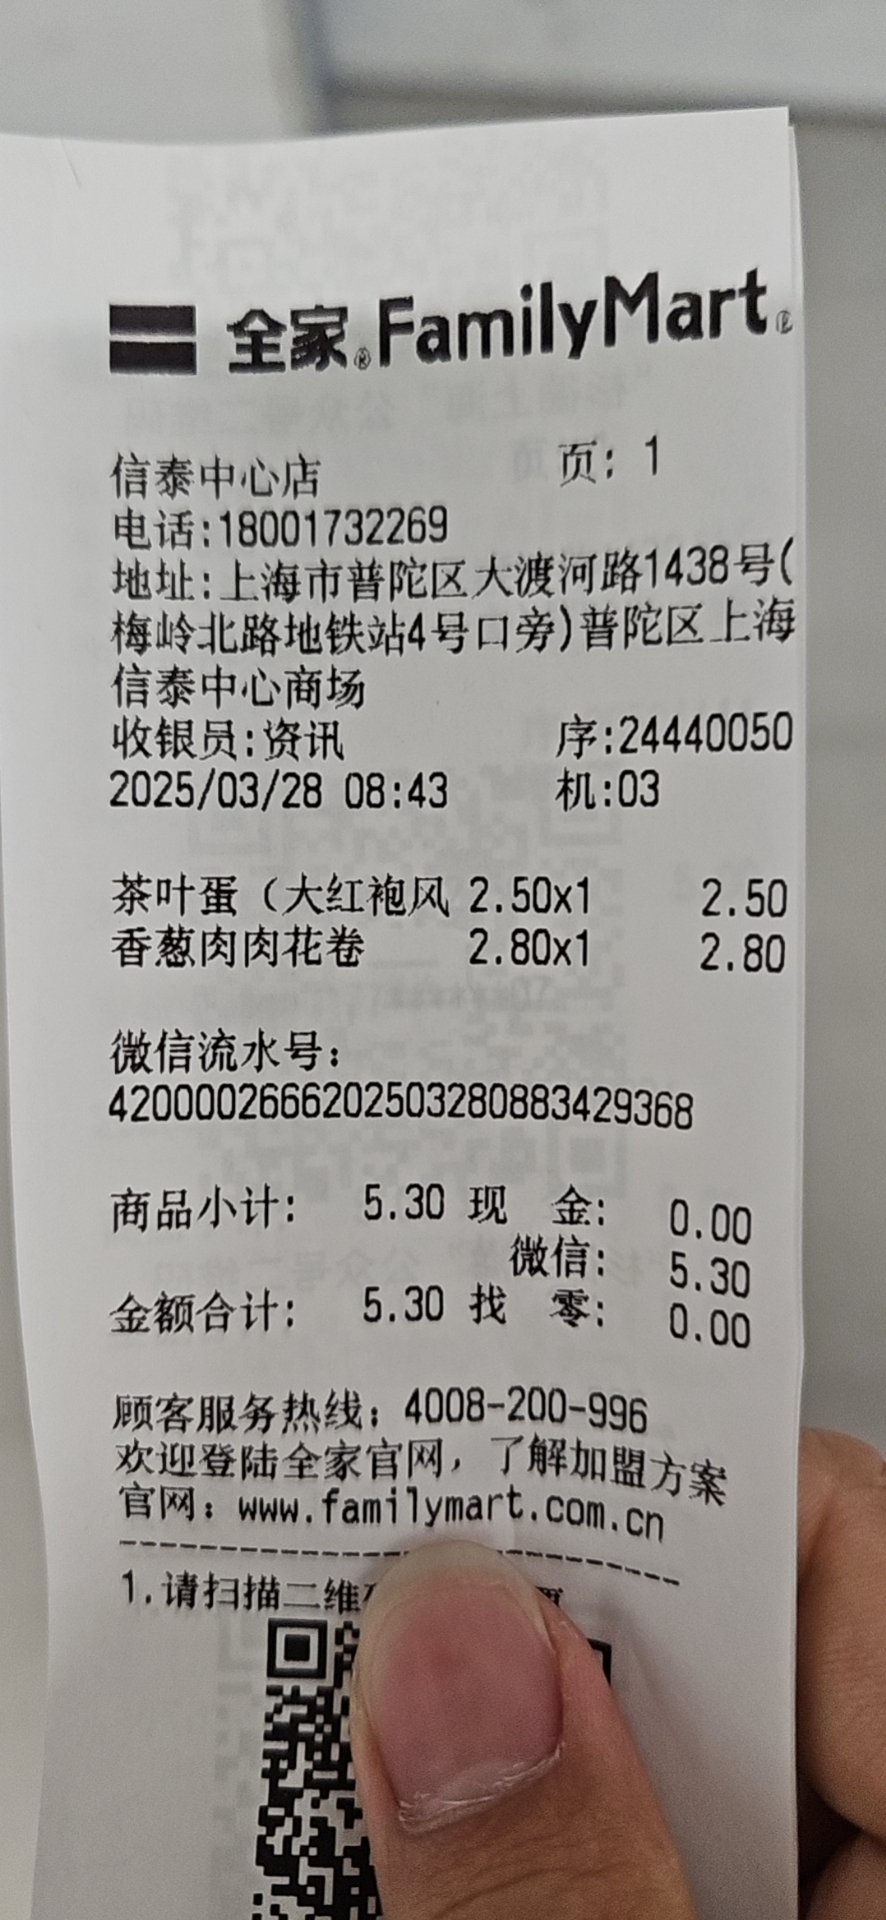 全家®FamilyMart®
信泰中心店 页: 1
电话:18001732269
地址:上海市普陀区大渡河路1438号(
梅岭北路地铁站4号口旁)普陀区上海
信泰中心商场
收银员:资讯 序:24440050
2025/03/28 08:43 机:03
茶叶蛋（大红袍风 2.50x1 2.50
香葱肉肉花卷 2.80x1 2.80
微信流水号：
4200002666202503280883429368
商品小计: 5.30 现 金: 0.00
微信: 5.30
金额合计: 5.30 找 零: 0.00
顾客服务热线：4008-200-996
欢迎登陆全家官网，了解加盟方案
官网：www.familymart.com.cn
1.请扫描二维